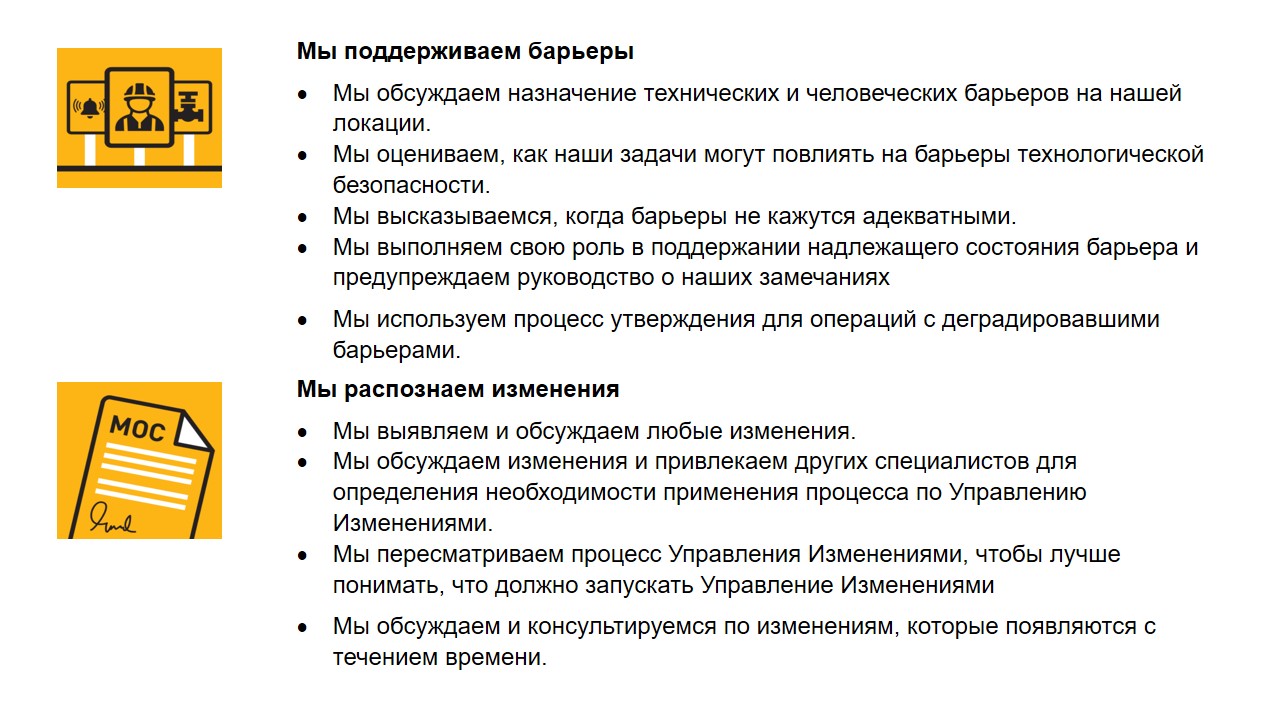 Мы поддерживаем барьеры
• Мы обсуждаем назначение технических и человеческих барьеров на нашей
локации.
• Мы оцениваем, как наши задачи могут повлиять на барьеры технологической
безопасности.
• Мы высказываемся, когда барьеры не кажутся адекватными.
• Мы выполняем свою роль в поддержании надлежащего состояния барьера и
предупреждаем руководство о наших замечаниях
• Мы используем процесс утверждения для операций с деградировавшими
барьерами.
MOC
Мы распознаем изменения
• Мы выявляем и обсуждаем любые изменения.
• Мы обсуждаем изменения и привлекаем других специалистов для
определения необходимости применения процесса по Управлению
Изменениями.
• Мы пересматриваем процесс Управления Изменениями, чтобы лучше
понимать, что должно запускать Управление Изменениями
• Мы обсуждаем и консультируемся по изменениям, которые появляются с
течением времени.